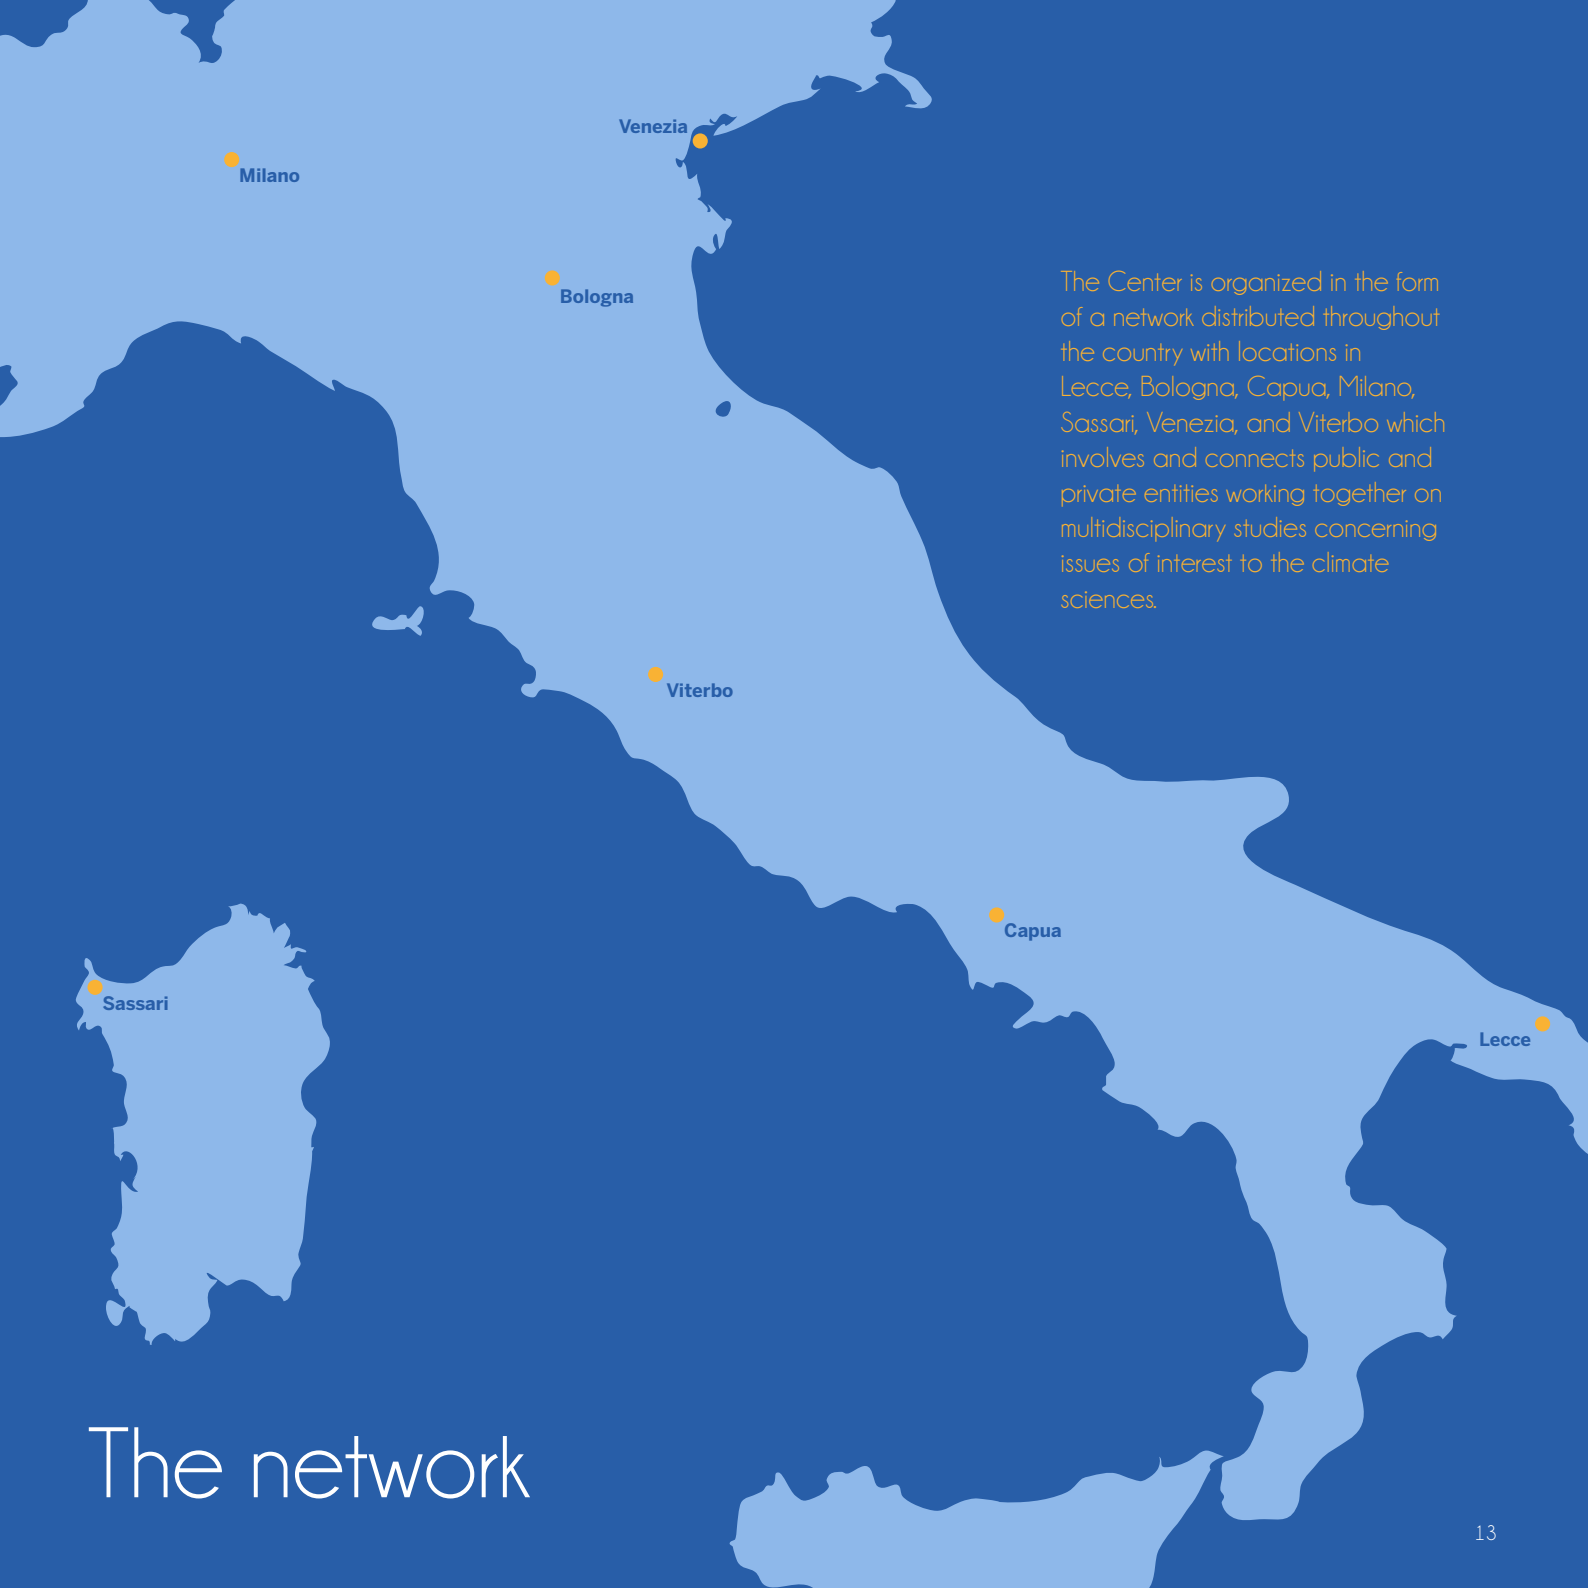 Venezia
Milano
Bologna
The Center is organized in the form
of a network distributed throughout
the country with locations in
Lecce, Bologna, Capua, Milano,
Sassari, Venezia, and Viterbo which
involves and connects public and
private entities working together on
multidisciplinary studies concerning
issues of interest to the climate
sciences.
Viterbo
Capua
Sassari
Lecce
The network
13